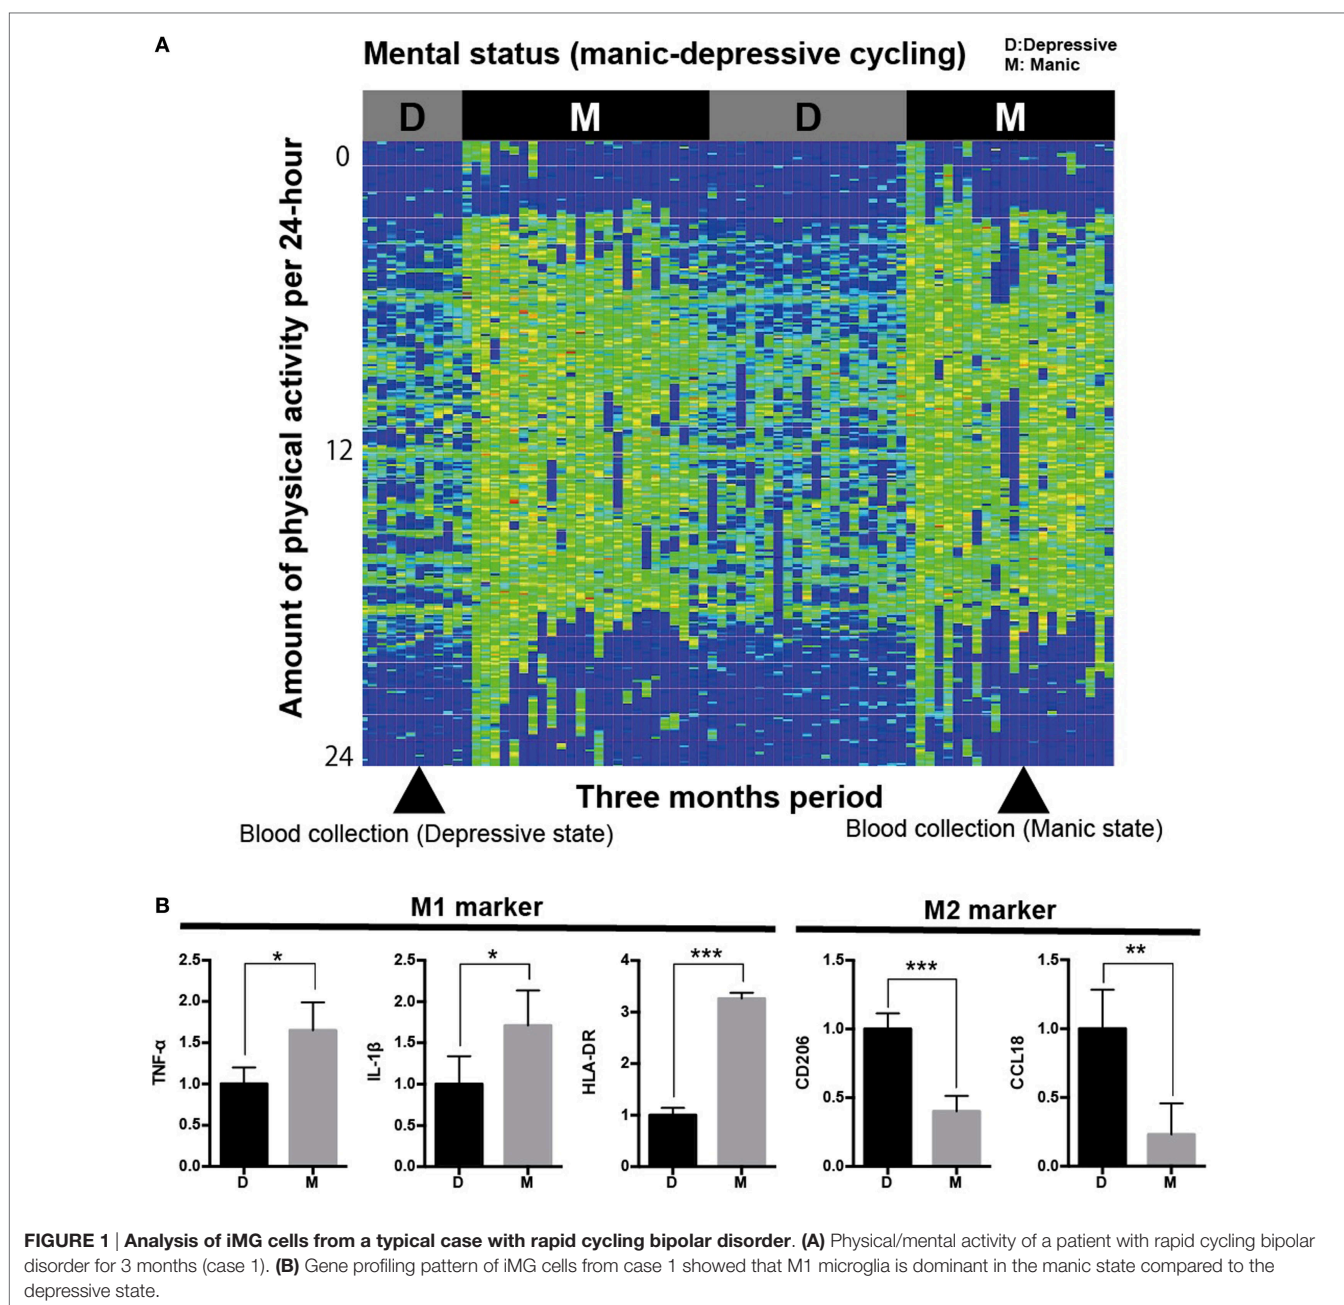 A
Mental status (manic-depressive cycling)
D:Depressive
M: Manic
D M D M
Amount of physical activity per 24-hour
0
12
24
Three months period
Blood collection (Depressive state)
Blood collection (Manic state)
B
M1 marker
M2 marker
TNF-α
2.5
2.0
1.5
1.0
0.5
0.0
*
D M
IL-1β
2.5
2.0
1.5
1.0
0.5
0.0
*
D M
HLA-DR
4
3
2
1
0
***
D M
CD206
1.5
1.0
0.5
0.0
***
D M
CCL18
1.5
1.0
0.5
0.0
**
D M
FIGURE 1 | Analysis of iMG cells from a typical case with rapid cycling bipolar disorder. (A) Physical/mental activity of a patient with rapid cycling bipolar
disorder for 3 months (case 1). (B) Gene profiling pattern of iMG cells from case 1 showed that M1 microglia is dominant in the manic state compared to the
depressive state.